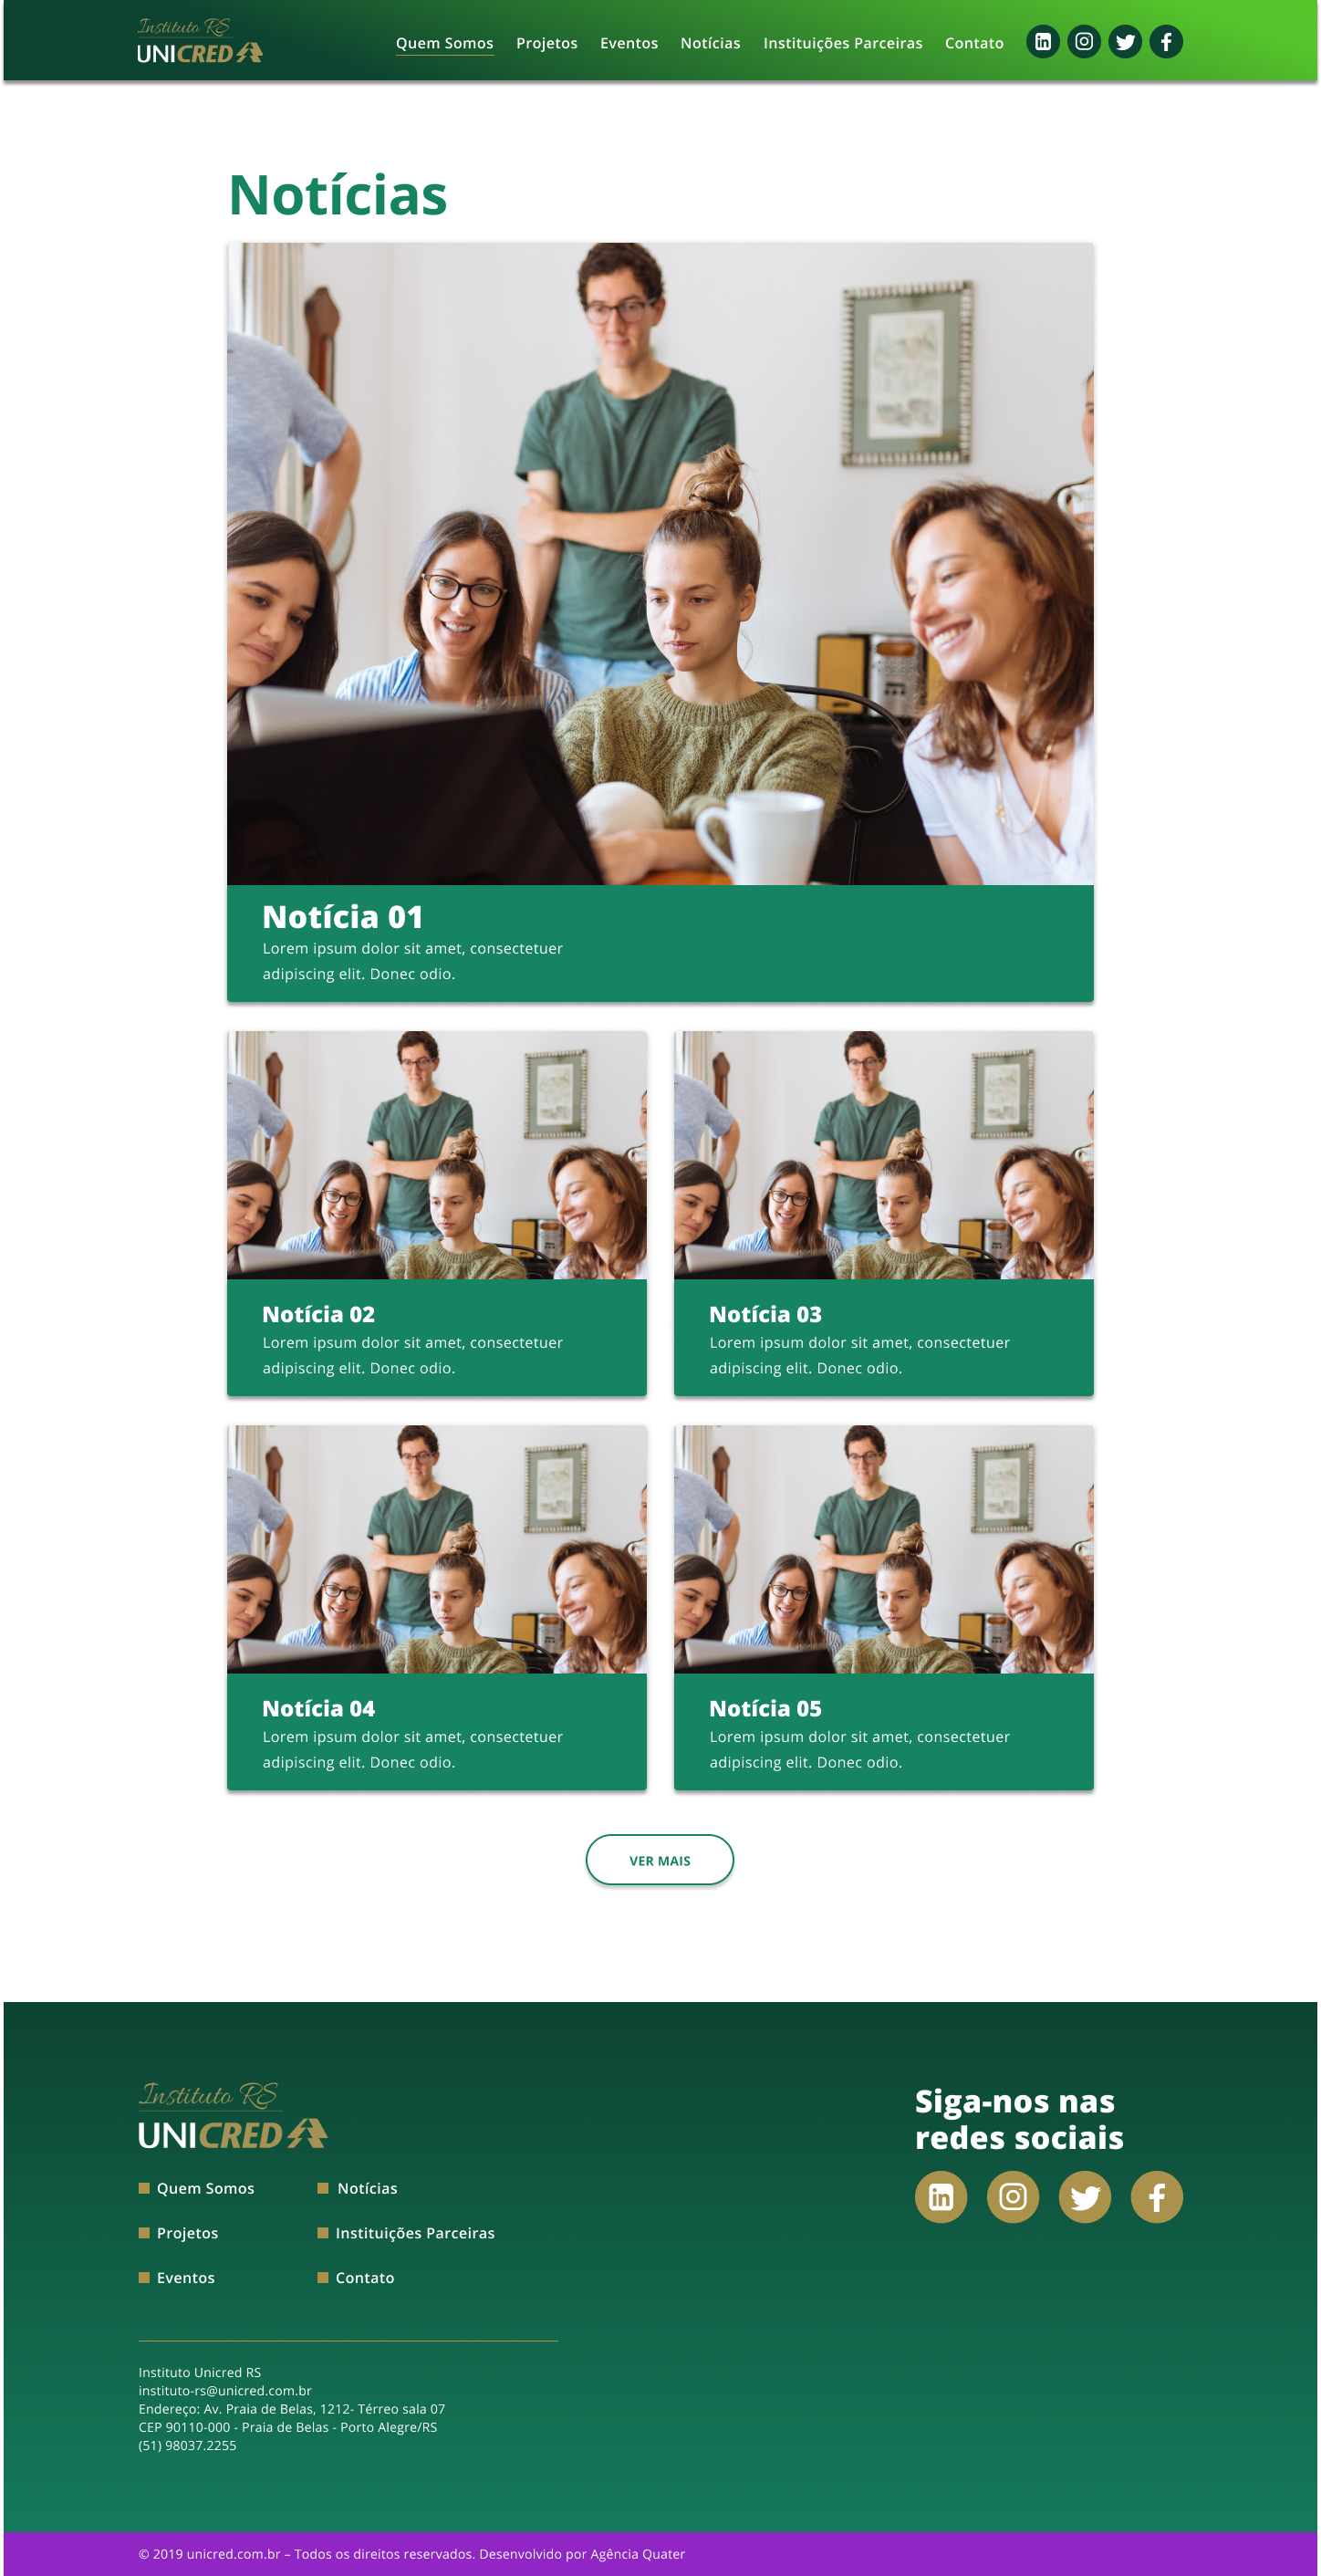 Instituto RS
UNICRED
Quem Somos Projetos Eventos Notícias Instituições Parceiras Contato
Notícias
Notícia 01
Lorem ipsum dolor sit amet, consectetuer
adipiscing elit. Donec odio.
Notícia 02
Lorem ipsum dolor sit amet, consectetuer
adipiscing elit. Donec odio.
Notícia 03
Lorem ipsum dolor sit amet, consectetuer
adipiscing elit. Donec odio.
Notícia 04
Lorem ipsum dolor sit amet, consectetuer
adipiscing elit. Donec odio.
Notícia 05
Lorem ipsum dolor sit amet, consectetuer
adipiscing elit. Donec odio.
VER MAIS
Instituto RS
UNICRED
Quem Somos
Projetos
Eventos
Notícias
Instituições Parceiras
Contato
Siga-nos nas
redes sociais
Instituto Unicred RS
instituto-rs@unicred.com.br
Endereço: Av. Praia de Belas, 1212- Térreo sala 07
CEP 90110-000 - Praia de Belas - Porto Alegre/RS
(51) 98037.2255
© 2019 unicred.com.br – Todos os direitos reservados. Desenvolvido por Agência Quater